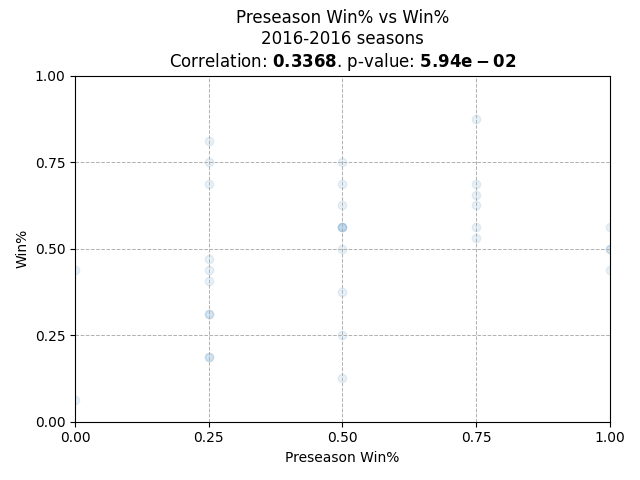 Preseason Win% vs Win%
2016-2016 seasons
Correlation: 0.3368. p-value: 5.94e − 02
1.00
0.75
0.50
0.25
0.00
Win%
0.00 0.25 0.50 0.75 1.00
Preseason Win%